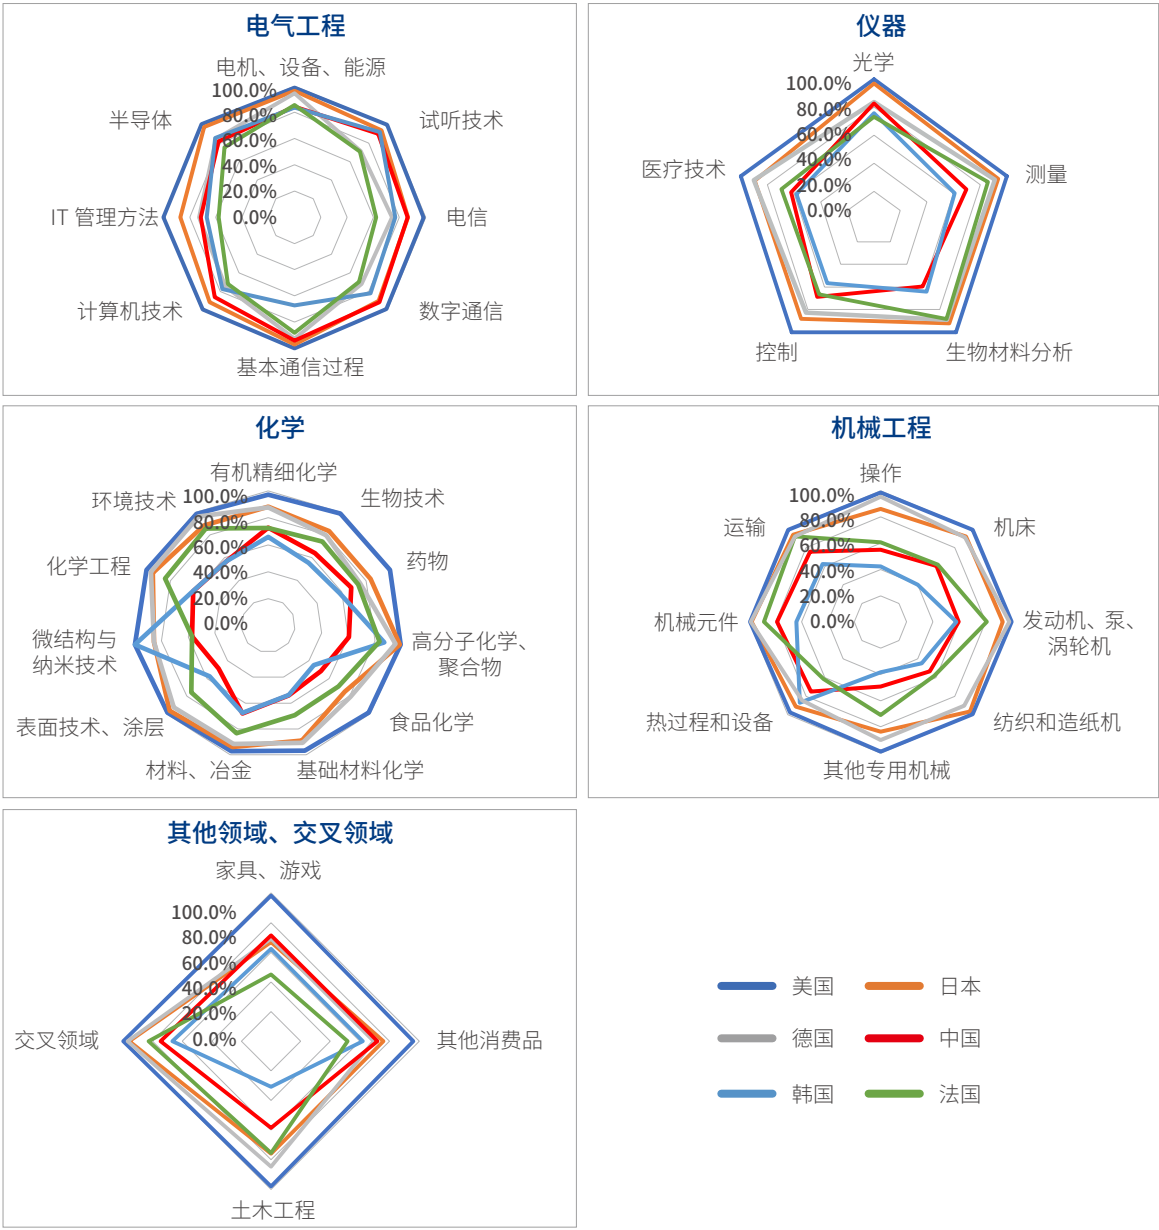 电气工程
电机、设备、能源
100.0%
80.0%
60.0%
40.0%
20.0%
0.0%
试听技术
电信
数字通信
基本通信过程
计算机技术
IT 管理方法
半导体
仪器
光学
100.0%
80.0%
60.0%
40.0%
20.0%
0.0%
测量
生物材料分析
控制
医疗技术
化学
有机精细化学
100.0%
80.0%
60.0%
40.0%
20.0%
0.0%
生物技术
药物
高分子化学、
聚合物
食品化学
基础材料化学
材料、冶金
表面技术、涂层
微结构与
纳米技术
化学工程
环境技术
机械工程
操作
100.0%
80.0%
60.0%
40.0%
20.0%
0.0%
机床
发动机、泵、
涡轮机
纺织和造纸机
其他专用机械
热过程和设备
机械元件
运输
其他领域、交叉领域
家具、游戏
100.0%
80.0%
60.0%
40.0%
20.0%
0.0%
其他消费品
土木工程
交叉领域
美国
日本
德国
中国
韩国
法国